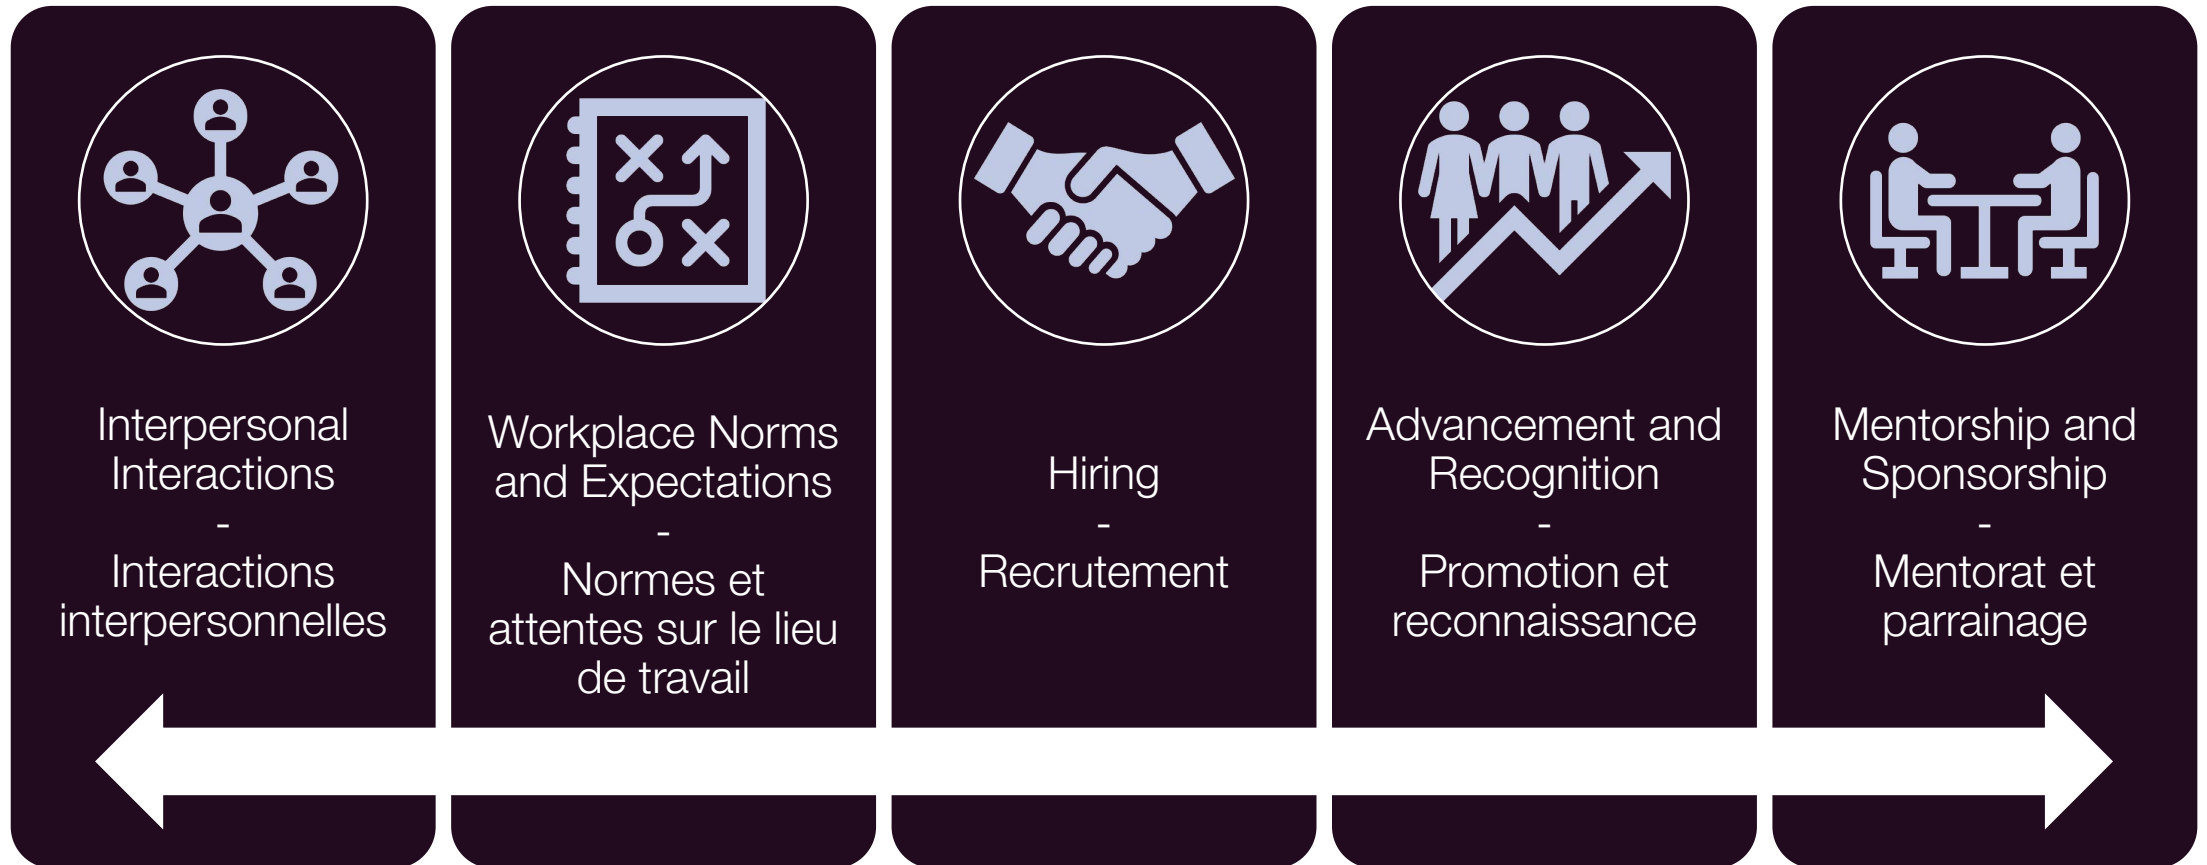 Interpersonal
Interactions
-
Interactions
interpersonnelles
Workplace Norms
and Expectations
-
Normes et
attentes sur le lieu
de travail
Hiring
-
Recrutement
Advancement and
Recognition
-
Promotion et
reconnaissance
Mentorship and
Sponsorship
-
Mentorat et
parrainage